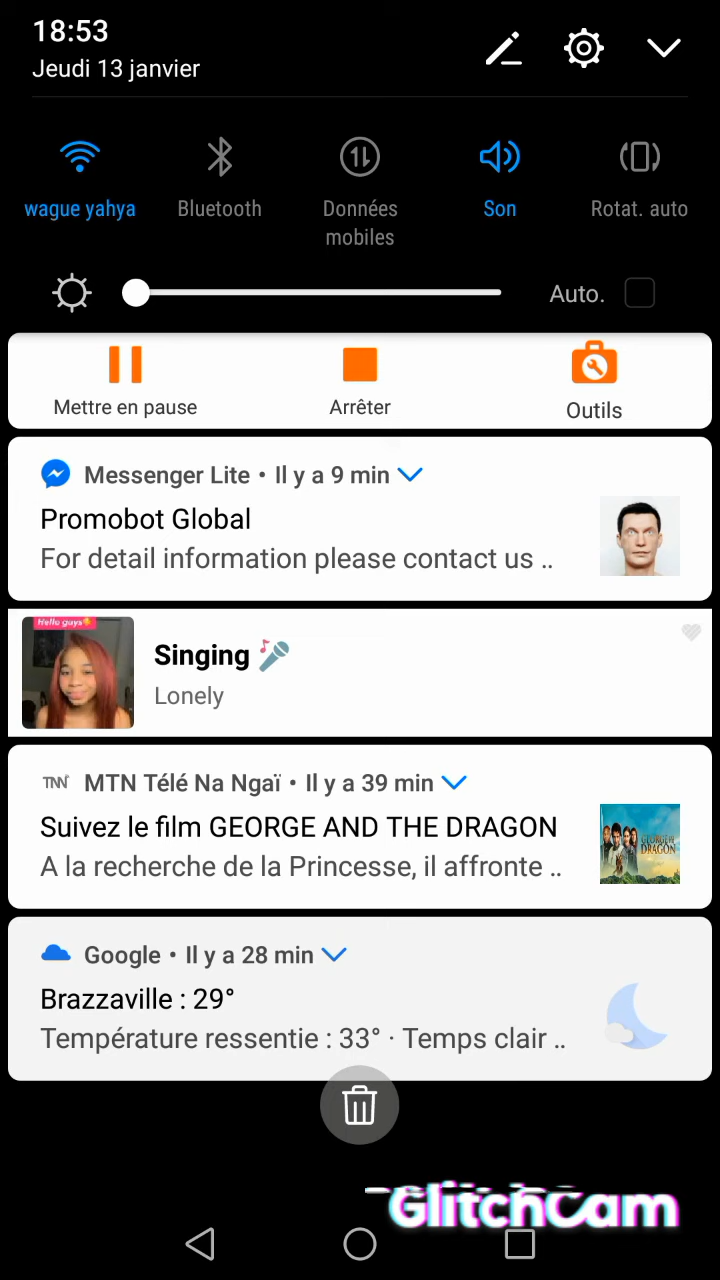 18:53
Jeudi 13 janvier
wague yahya
Bluetooth
Données
mobiles
Son
Rotat. auto
Auto.
Mettre en pause
Arrêter
Outils
Messenger Lite • Il y a 9 min
Promobot Global
For detail information please contact us ..
Hello guys
Singing
Lonely
TNN MTN Télé Na Ngaï • Il y a 39 min
Suivez le film GEORGE AND THE DRAGON
A la recherche de la Princesse, il affronte ..
GEORGE
DRAGON
Google • Il y a 28 min
Brazzaville : 29°
Température ressentie : 33° · Temps clair ..
GlitchCam